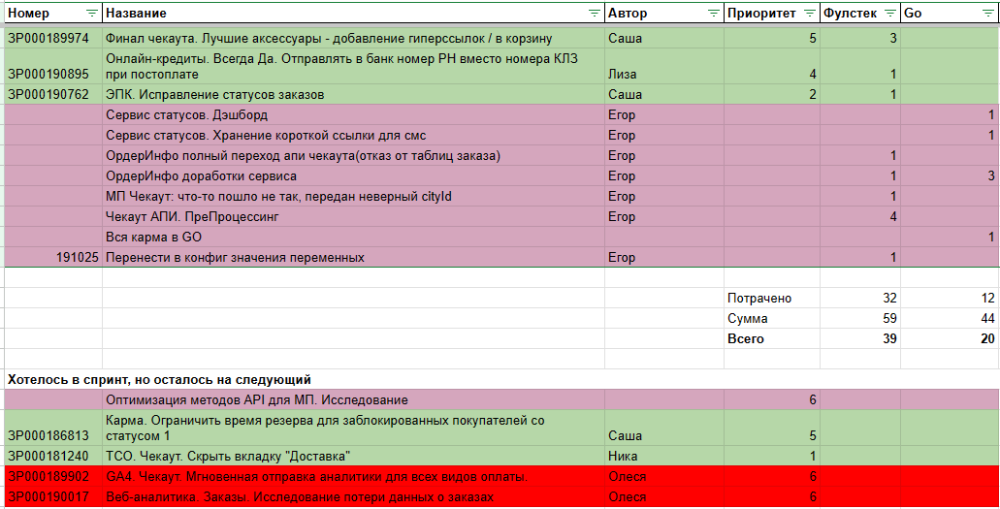 Номер Название Автор Приоритет Фулстек Go
ЗР000189974 Финал чекаута. Лучшие аксессуары - добавление гиперссылок / в корзину Саша 5 3
Онлайн-кредиты. Всегда Да. Отправлять в банк номер РН вместо номера КЛЗ
ЗР000190895 при постоплате Лиза 4 1
ЗР000190762 ЭПК. Исправление статусов заказов Саша 2 1
Сервис статусов. Дэшборд Егор 1
Сервис статусов. Хранение короткой ссылки для смс Егор 1
ОрдерИнфо полный переход апи чекаута(отказ от таблиц заказа) Егор 1
ОрдерИнфо доработки сервиса Егор 1 3
МП Чекаут: что-то пошло не так, передан неверный cityId Егор 1
Чекаут АПИ. ПреПроцессинг Егор 4
Вся карма в GO 1
191025 Перенести в конфиг значения переменных Егор 1
Потрачено 32 12
Сумма 59 44
Всего 39 20
Хотелось в спринт, но осталось на следующий
Оптимизация методов API для МП. Исследование 6
Карма. Ограничить время резерва для заблокированных покупателей со
ЗР000186813 статусом 1 Саша 5
ЗР000181240 ТСО. Чекаут. Скрыть вкладку "Доставка" Ника 1
ЗР000189902 GA4. Чекаут. Мгновенная отправка аналитики для всех видов оплаты. Олеся 6
ЗР000190017 Веб-аналитика. Заказы. Исследование потери данных о заказах Олеся 6